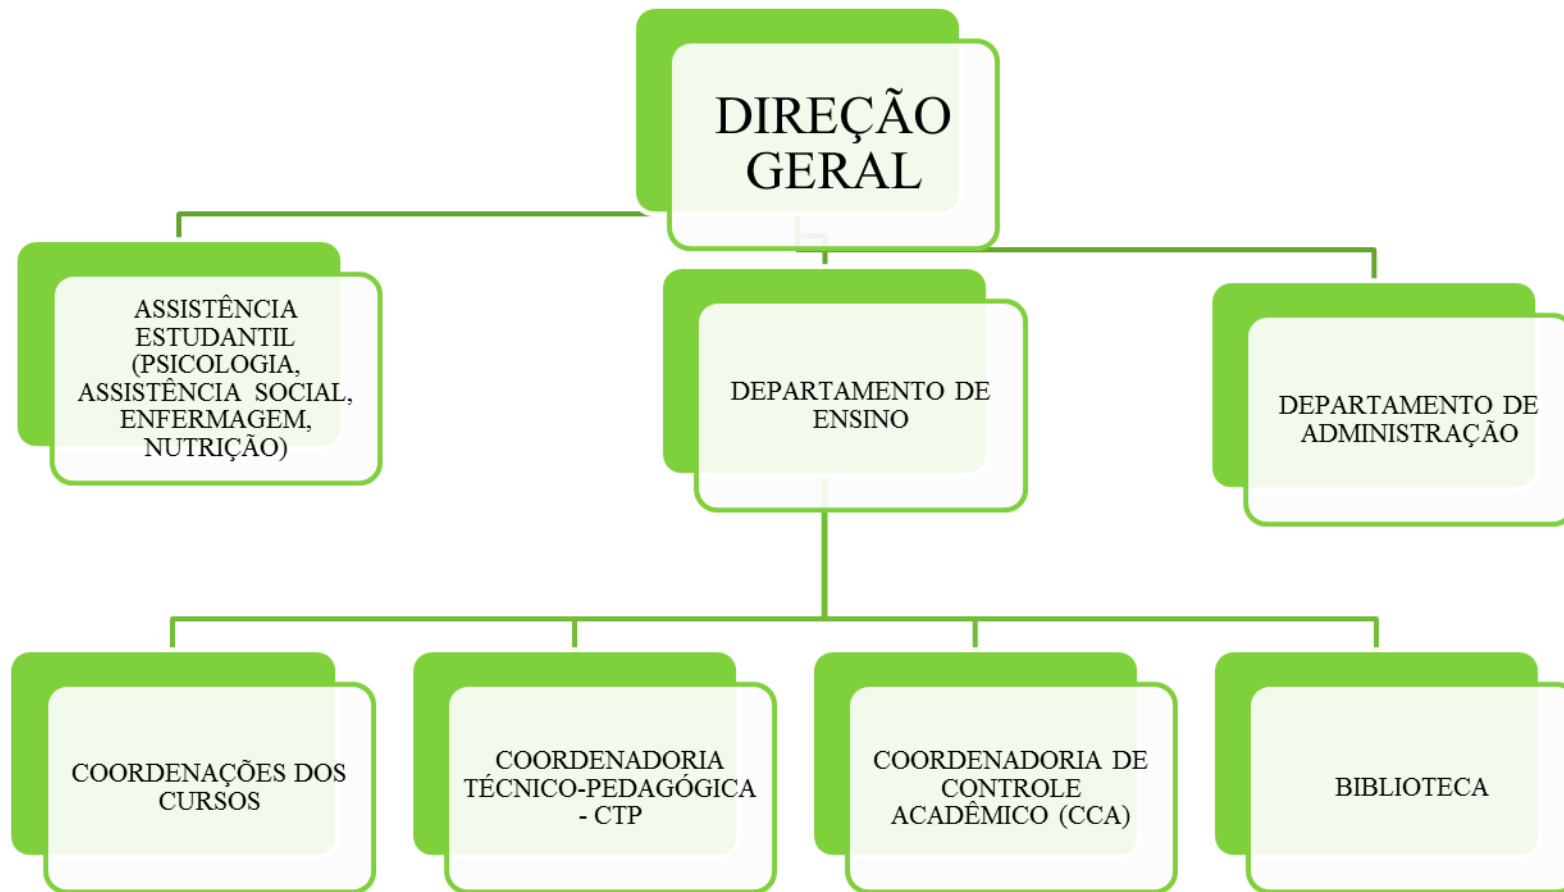 DIREÇÃO
GERAL
ASSISTÊNCIA
ESTUDANTIL
(PSICOLOGIA,
ASSISTÊNCIA SOCIAL,
ENFERMAGEM,
NUTRIÇÃO)
DEPARTAMENTO DE
ENSINO
DEPARTAMENTO DE
ADMINISTRAÇÃO
COORDENAÇÕES DOS
CURSOS
COORDENADORIA
TÉCNICO-PEDAGÓGICA
- CTP
COORDENADORIA DE
CONTROLE
ACADÊMICO (CCA)
BIBLIOTECA